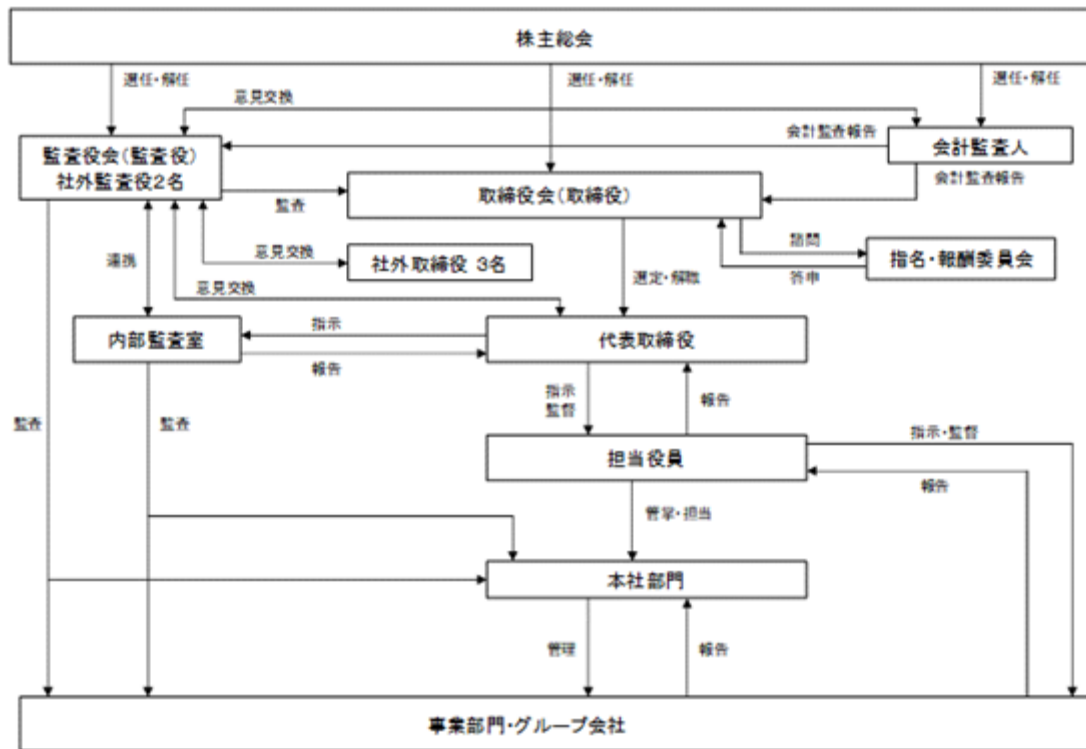 株主総会
選任・解任
選任・解任
選任・解任
意見交換
会計監査報告
監査役会(監査役)
社外監査役2名
会計監査人
会計監査報告
監査
取締役会(取締役)
諮問
答申
指名・報酬委員会
連携
意見交換
社外取締役 3名
意見交換
選定・解職
内部監査室
指示
報告
代表取締役
指示
監督
報告
監査
監査
担当役員
指示・監督
報告
管掌・担当
本社部門
管理
報告
事業部門・グループ会社